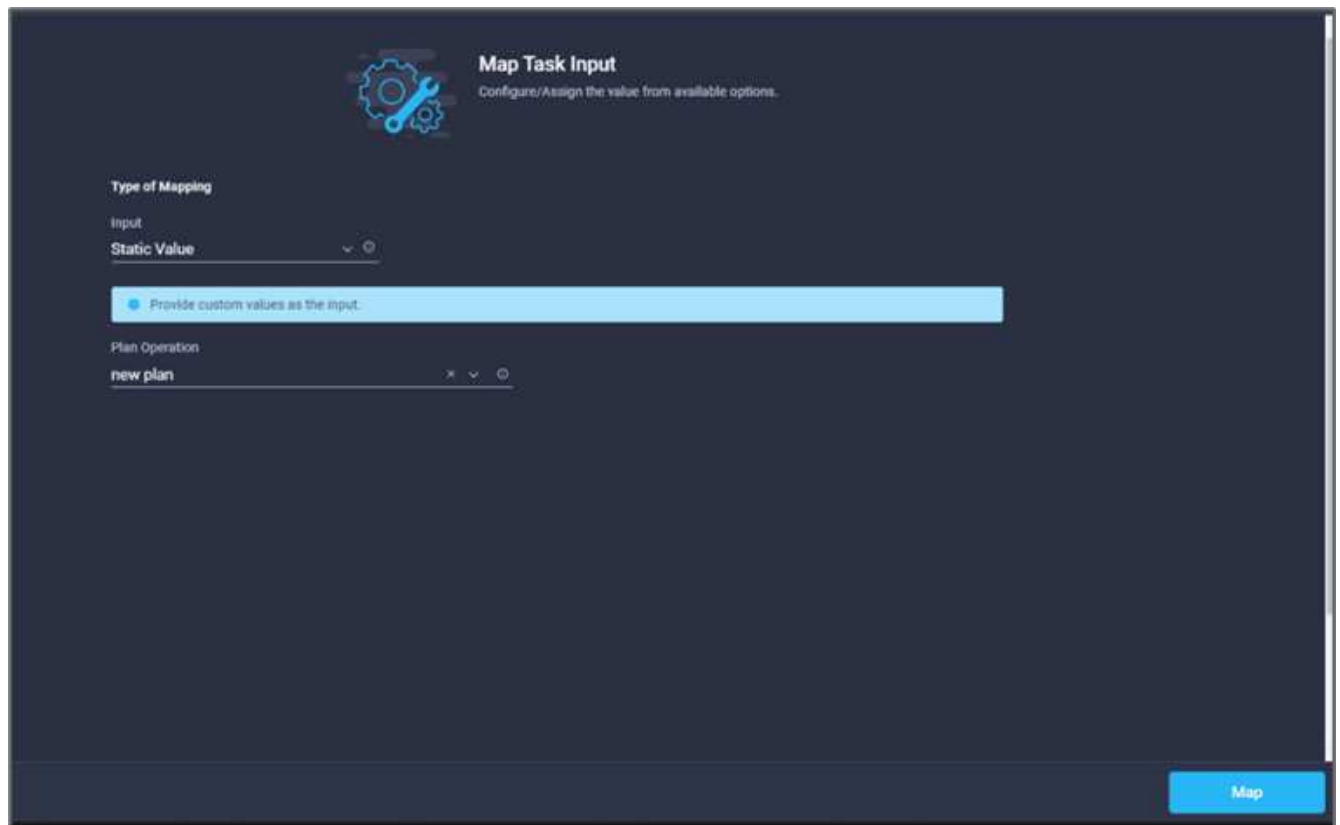 Map Task Input
Configure/Assign the value from available options.
Type of Mapping
Input
Static Value
Provide custom values as the input.
Plan Operation
new plan
Map